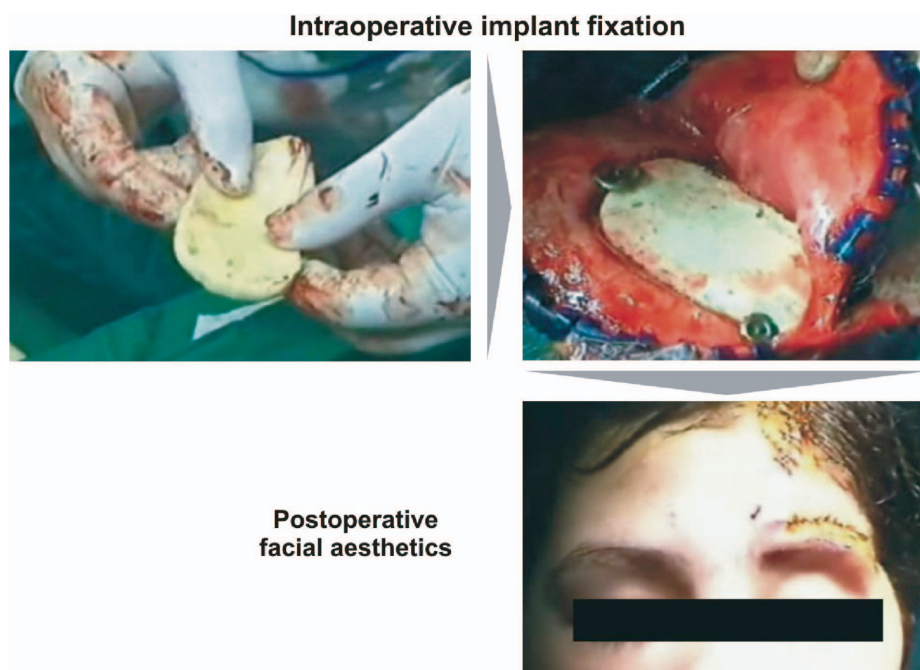 Intraoperative implant fixation
Postoperative
facial aesthetics